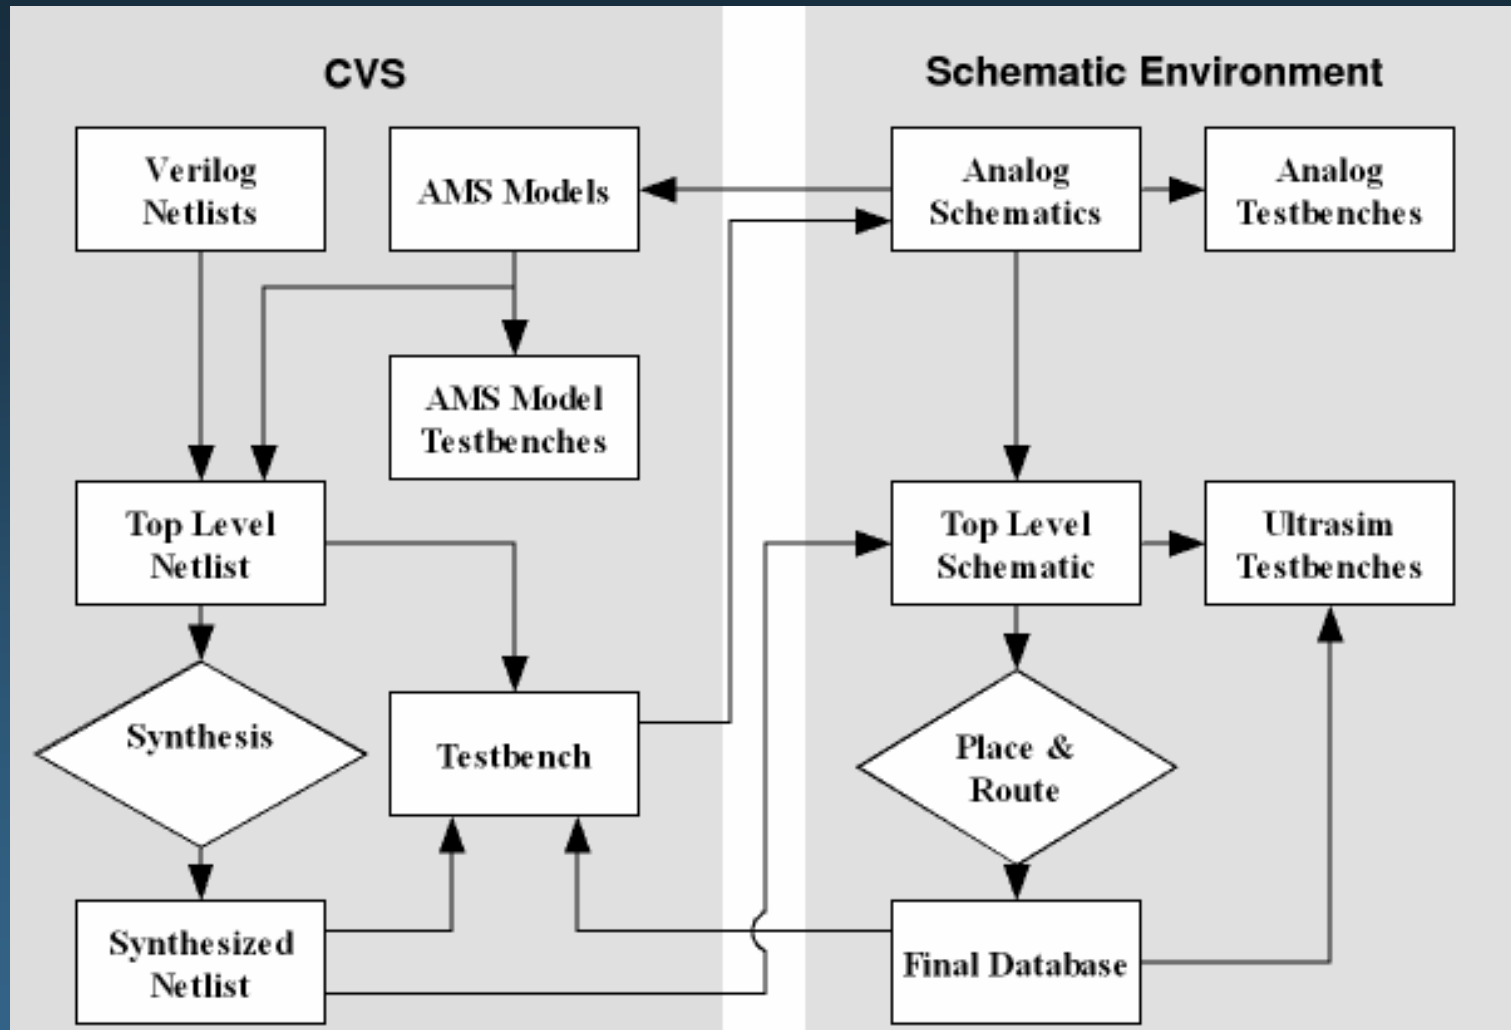 CVS
Schematic Environment
Verilog
Netlists
AMS Models
Analog
Schematics
Analog
Testbenches
AMS Model
Testbenches
Top Level
Netlist
Top Level
Schematic
Ultrasim
Testbenches
Synthesis
Testbench
Place &
Route
Synthesized
Netlist
Final Database